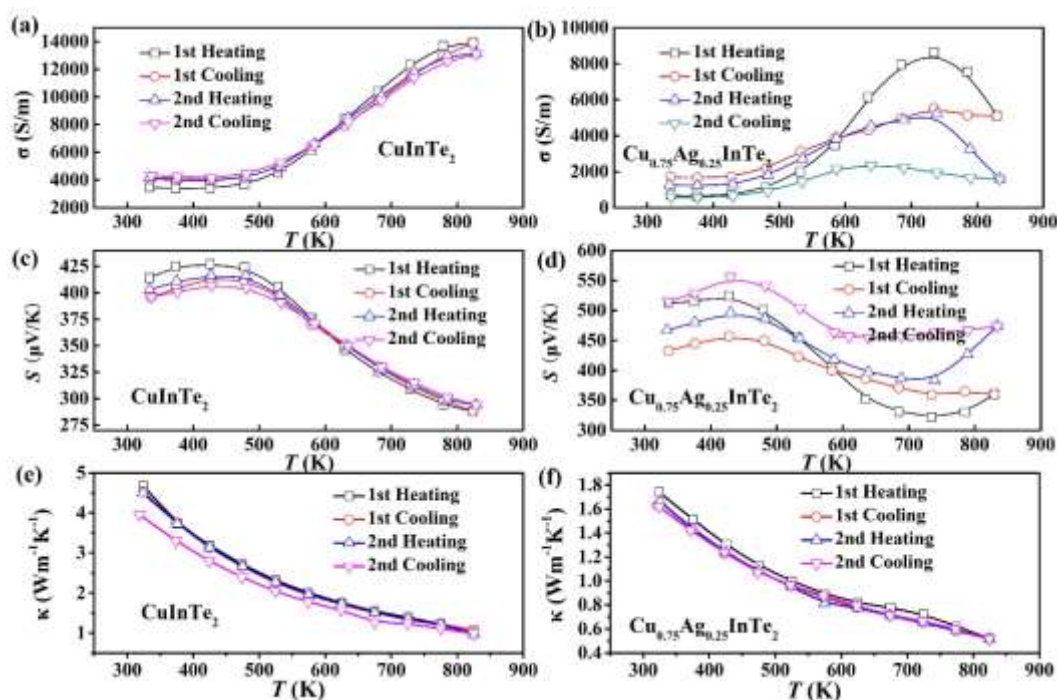 (a)
14000
12000
10000
8000
6000
4000
2000
σ (S/m)
1st Heating
1st Cooling
2nd Heating
2nd Cooling
CuInTe₂
300 400 500 600 700 800 900
T (K)
(b)
10000
8000
6000
4000
2000
0
σ (S/m)
1st Heating
1st Cooling
2nd Heating
2nd Cooling
Cu₀.₇₅Ag₀.₂₅InTe₂
300 400 500 600 700 800 900
T (K)
(c)
425
400
375
350
325
300
275
S (μV/K)
1st Heating
1st Cooling
2nd Heating
2nd Cooling
CuInTe₂
300 400 500 600 700 800 900
T (K)
(d)
600
550
500
450
400
350
300
S (μV/K)
1st Heating
1st Cooling
2nd Heating
2nd Cooling
Cu₀.₇₅Ag₀.₂₅InTe₂
300 400 500 600 700 800 900
T (K)
(e)
5
4
3
2
1
κ (Wm⁻¹K⁻¹)
1st Heating
1st Cooling
2nd Heating
2nd Cooling
CuInTe₂
300 400 500 600 700 800 900
T (K)
(f)
1.8
1.6
1.4
1.2
1.0
0.8
0.6
0.4
κ (Wm⁻¹K⁻¹)
1st Heating
1st Cooling
2nd Heating
2nd Cooling
Cu₀.₇₅Ag₀.₂₅InTe₂
300 400 500 600 700 800 900
T (K)